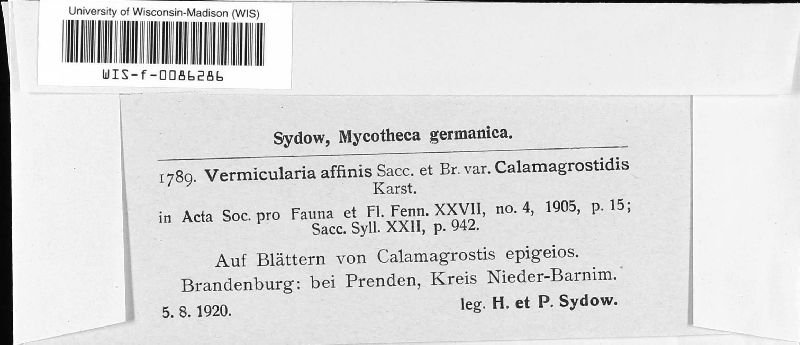 University of Wisconsin-Madison (WIS)
WIS-f-0086286
Sydow, Mycotheca germanica.
1789. Vermicularia affinis Sacc. et Br. var. Calamagrostidis
Karst.
in Acta Soc. pro Fauna et Fl. Fenn. XXVII, no. 4, 1905, p. 15;
Sacc. Syll. XXII, p. 942.
Auf Blättern von Calamagrostis epigeios.
Brandenburg: bei Prenden, Kreis Nieder-Barnim.
5. 8. 1920. leg. H. et P. Sydow.